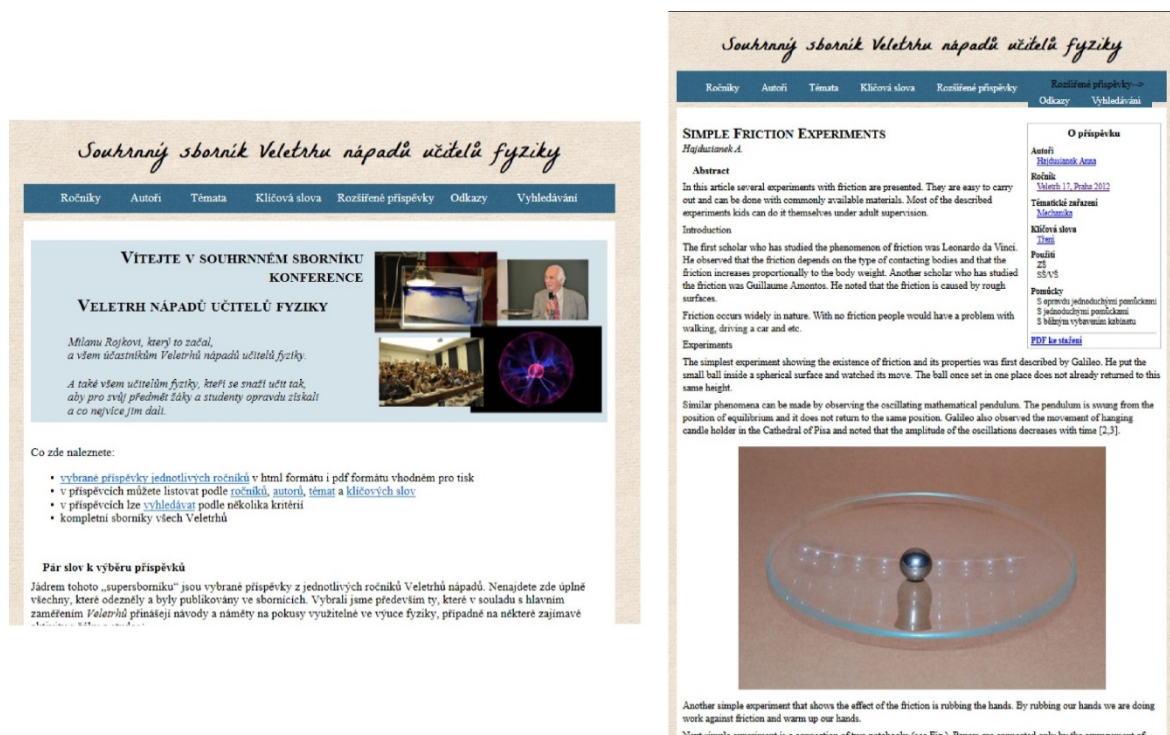 Souhrnný sborník Veletrhu nápadů učitelů fyziky
Ročníky Autoři Témata Klíčová slova Rozšířené příspěvky Odkazy Vyhledávání
VÍTEJTE V SOUHRNNÉM SBORNÍKU
KONFERENCE
VELETRH NÁPADŮ UČITELŮ FYZIKY
Milanu Rojkovi, který to začal,
a všem účastníkům Veletrhů nápadů učitelů fyziky.
A také všem učitelům fyziky, kteří se snaží učit tak,
aby pro svůj předmět žáky a studenty opravdu získali
a co nejvíce jim dali.
Co zde naleznete:
• vybrané příspěvky jednotlivých ročníků v html formátu i pdf formátu vhodném pro tisk
• v příspěvcích můžete listovat podle ročníků, autorů, témat a klíčových slov
• v příspěvcích lze vyhledávat podle několika kritérií
• kompletní sborníky všech Veletrhů
Pár slov k výběru příspěvků
Jádrem tohoto „supersborníku“ jsou vybrané příspěvky z jednotlivých ročníků Veletrhů nápadů. Nenajdete zde úplně
všechny, které odezněly a byly publikovány ve sbornících. Vybrali jsme především ty, které v souladu s hlavním
zaměřením Veletrhů přinášejí návody a náměty na pokusy využitelné ve výuce fyziky, případně na některé zajímavé
Souhrnný sborník Veletrhu nápadů učitelů fyziky
Ročníky Autoři Témata Klíčová slova Rozšířené příspěvky Rozšířené příspěvky-->
Odkazy Vyhledávání
SIMPLE FRICTION EXPERIMENTS
Hajdusianek A.
Abstract
In this article several experiments with friction are presented. They are easy to carry
out and can be done with commonly available materials. Most of the described
experiments kids can do it themselves under adult supervision.
Introduction
The first scholar who has studied the phenomenon of friction was Leonardo da Vinci.
He observed that the friction depends on the type of contacting bodies and that the
friction increases proportionally to the body weight. Another scholar who has studied
the friction was Guillaume Amontos. He noted that the friction is caused by rough
surfaces.
Friction occurs widely in nature. With no friction people would have a problem with
walking, driving a car and etc.
Experiments
O příspěvku
Autoři
Hajdusianek Anna
Ročník
Veletrh 17, Praha 2012
Tématické zařazení
Mechanika
Klíčová slova
Tření
Použití
ZŠ
SŠ/VŠ
Pomůcky
S opravdu jednoduchými pomůckami
S jednoduchými pomůckami
S běžným vybavením kabinetu
PDF ke stažení
The simplest experiment showing the existence of friction and its properties was first described by Galileo. He put the
small ball inside a spherical surface and watched its move. The ball once set in one place does not already returned to this
same height.
Similar phenomena can be made by observing the oscillating mathematical pendulum. The pendulum is swung from the
position of equilibrium and it does not return to the same position. Galileo also observed the movement of hanging
candle holder in the Cathedral of Pisa and noted that the amplitude of the oscillations decreases with time [2,3].
Another simple experiment that shows the effect of the friction is rubbing the hands. By rubbing our hands we are doing
work against friction and warm up our hands.